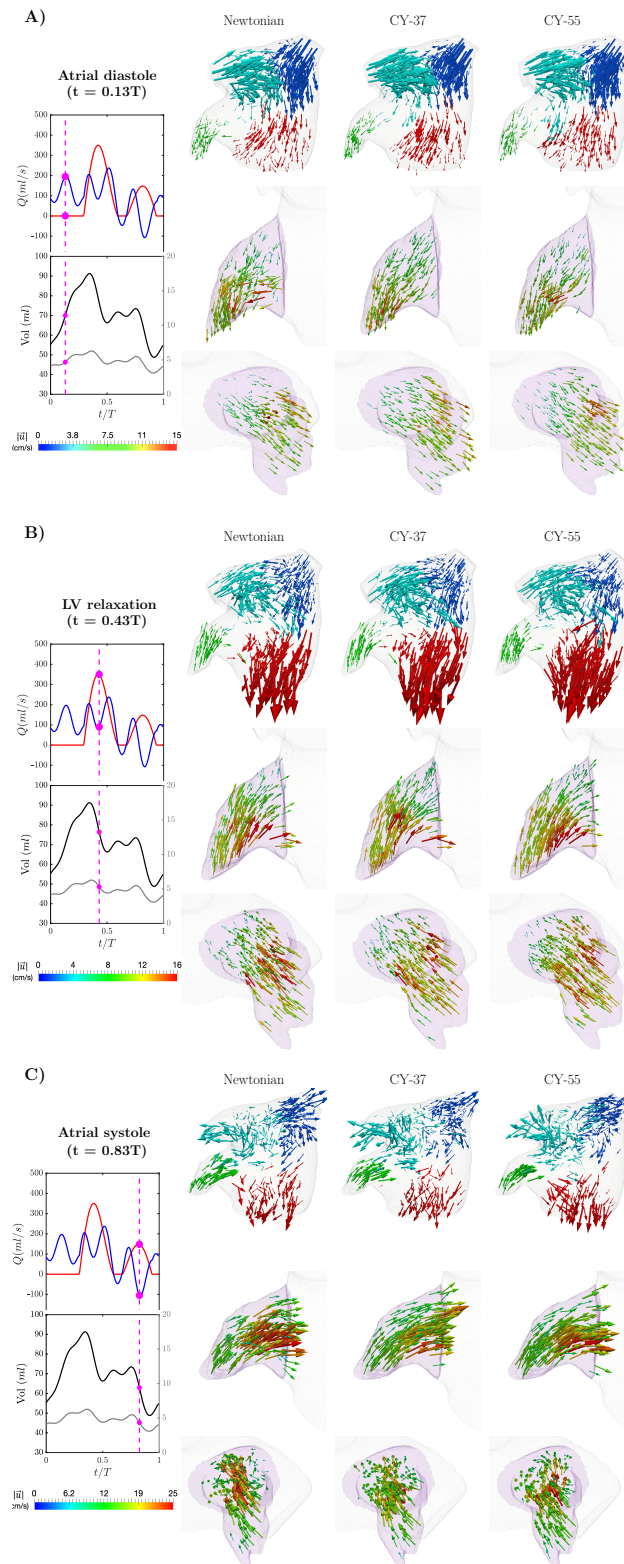 A)
Newtonian CY-37 CY-55
Atrial diastole
(t = 0.13T)
500
400
300
200
100
0
-100
Q(ml/s)
100
90
80
70
60
50
40
30
Vol (ml)
20
15
10
5
0
0 0.5 1
t/T
|u⃗| 0 3.8 7.5 11 15
(cm/s)
B)
Newtonian CY-37 CY-55
LV relaxation
(t = 0.43T)
500
400
300
200
100
0
-100
Q(ml/s)
100
90
80
70
60
50
40
30
Vol (ml)
20
15
10
5
0
0 0.5 1
t/T
|u⃗| 0 4 8 12 16
(cm/s)
C)
Newtonian CY-37 CY-55
Atrial systole
(t = 0.83T)
500
400
300
200
100
0
-100
Q(ml/s)
100
90
80
70
60
50
40
30
Vol (ml)
20
15
10
5
0
0 0.5 1
t/T
|u⃗| 0 6.2 12 19 25
cm/s)